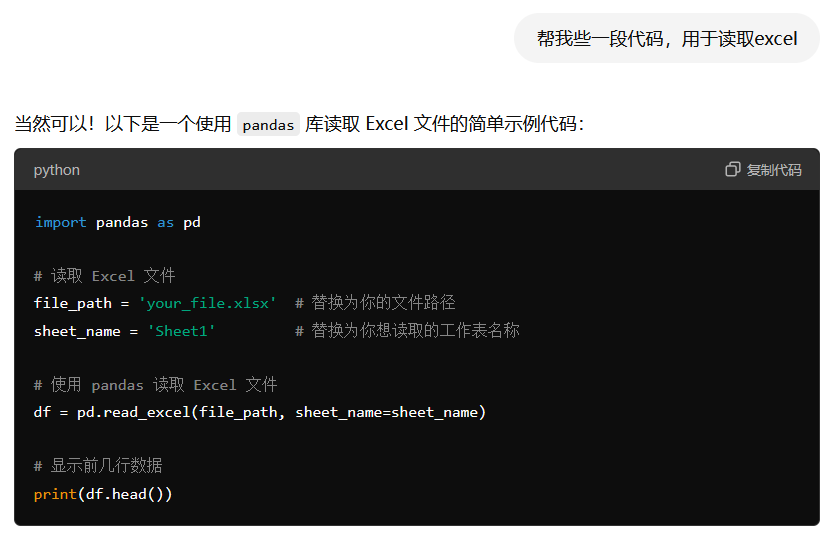 帮我些一段代码，用于读取excel
当然可以！以下是一个使用 pandas 库读取 Excel 文件的简单示例代码：
python 复制代码
import pandas as pd
# 读取 Excel 文件
file_path = 'your_file.xlsx'  # 替换为你的文件路径
sheet_name = 'Sheet1'         # 替换为你想读取的工作表名称
# 使用 pandas 读取 Excel 文件
df = pd.read_excel(file_path, sheet_name=sheet_name)
# 显示前几行数据
print(df.head())